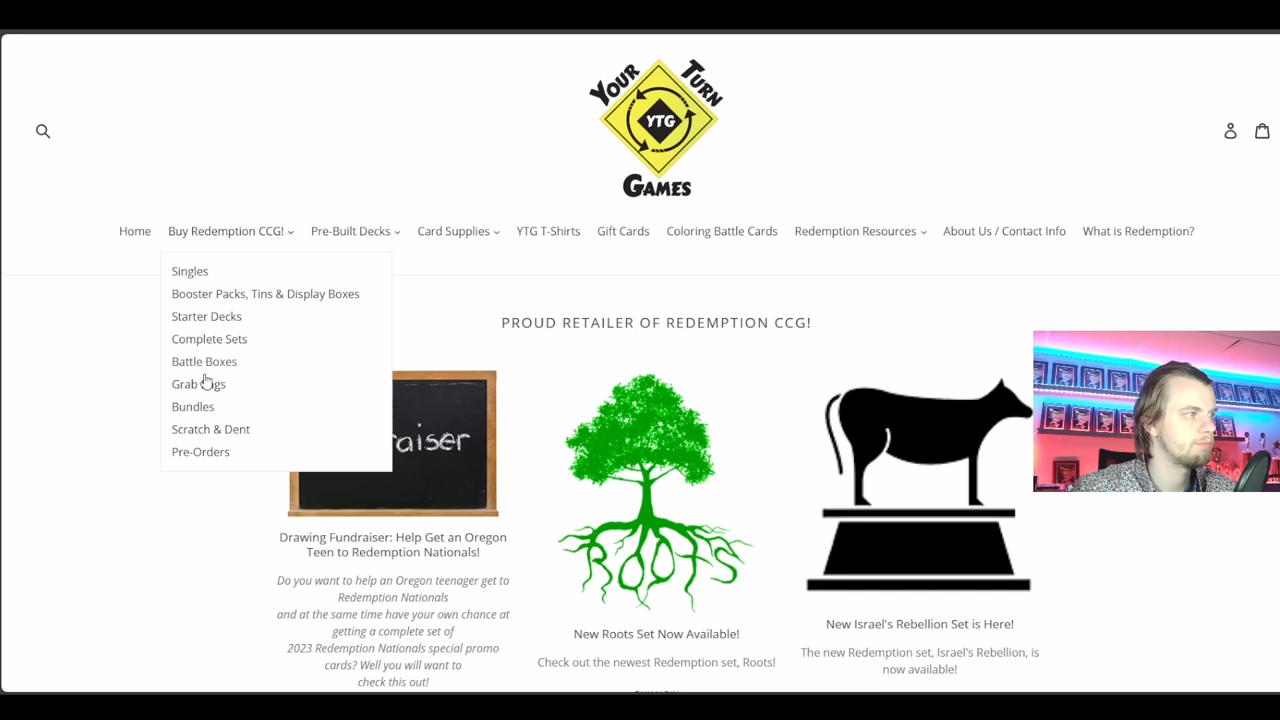 YOUR TURN
YTG
GAMES
Home Buy Redemption CCG! Pre-Built Decks Card Supplies YTG T-Shirts Gift Cards Coloring Battle Cards Redemption Resources About Us / Contact Info What is Redemption?
Singles
Booster Packs, Tins & Display Boxes
Starter Decks
Complete Sets
Battle Boxes
Grab
Bundles
Scratch & Dent
Pre-Orders
PROUD RETAILER OF REDEMPTION CCG!
raiser
ROOTS
Drawing Fundraiser: Help Get an Oregon
Teen to Redemption Nationals!
Do you want to help an Oregon teenager get to
Redemption Nationals
and at the same time have your own chance at
getting a complete set of
2023 Redemption Nationals special promo
cards? Well you will want to
check this out!
New Roots Set Now Available!
Check out the newest Redemption set, Roots!
New Israel's Rebellion Set is Here!
The new Redemption set, Israel's Rebellion, is
now available!